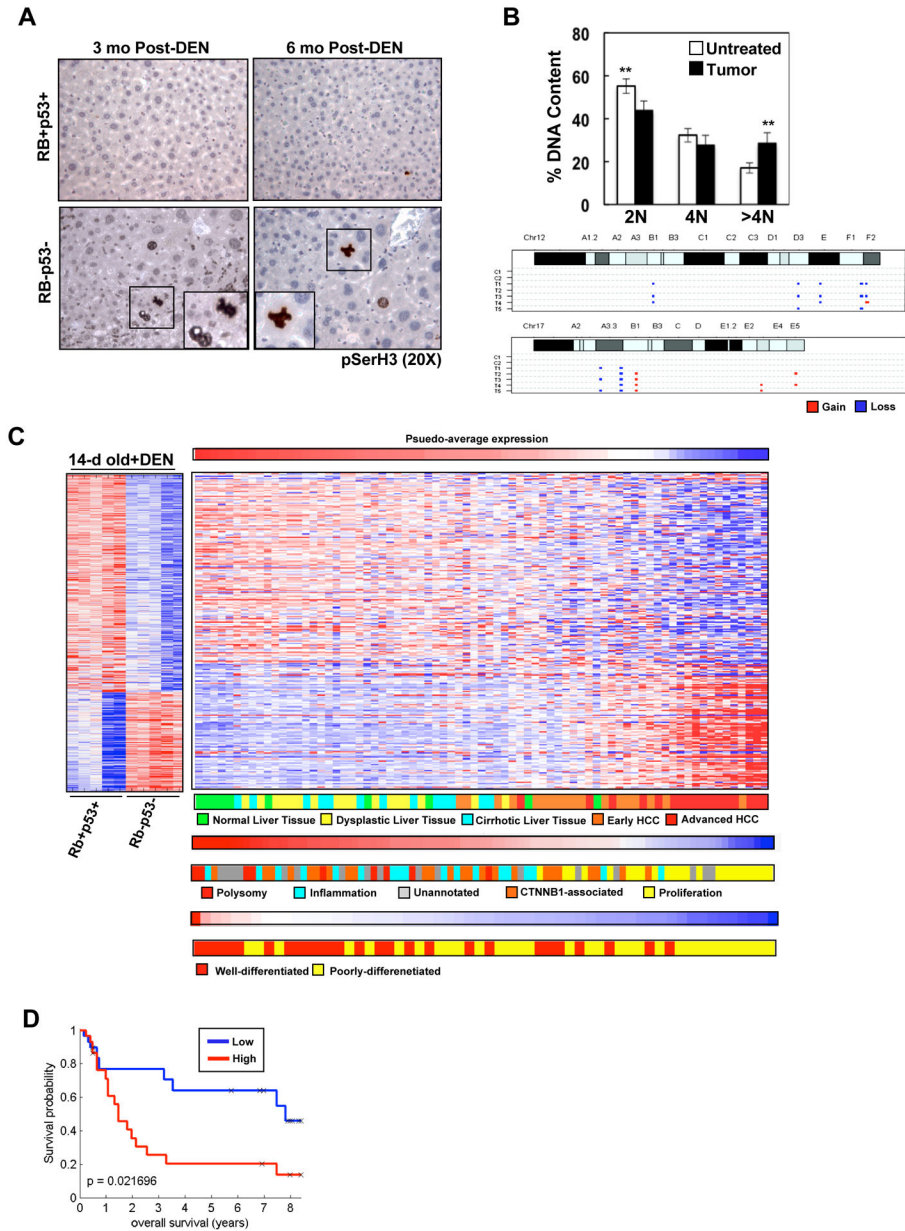 A
3 mo Post-DEN 6 mo Post-DEN
RB+p53+
RB-p53-
pSerH3 (20X)
B
% DNA Content
80
60
40
20
0
**
**
Untreated
Tumor
2N 4N >4N
Chr12 A1.2 A2 A3 B1 B3 C1 C2 C3 D1 D3 E F1 F2
C1
C2
T1
T2
T3
T4
T5
Chr17 A2 A3.3 B1 B3 C D E1.2 E2 E4 E5
C1
C2
T1
T2
T3
T4
T5
Gain Loss
C
14-d old+DEN
Psuedo-average expression
Rb+p53+ Rb-p53-
Normal Liver Tissue Dysplastic Liver Tissue Cirrhotic Liver Tissue Early HCC Advanced HCC
Polysomy Inflammation Unannotated CTNNB1-associated Proliferation
Well-differentiated Poorly-differenetiated
D
Survival probability
1
0.8
0.6
0.4
0.2
0
Low
High
p = 0.021696
0 1 2 3 4 5 6 7 8
overall survival (years)